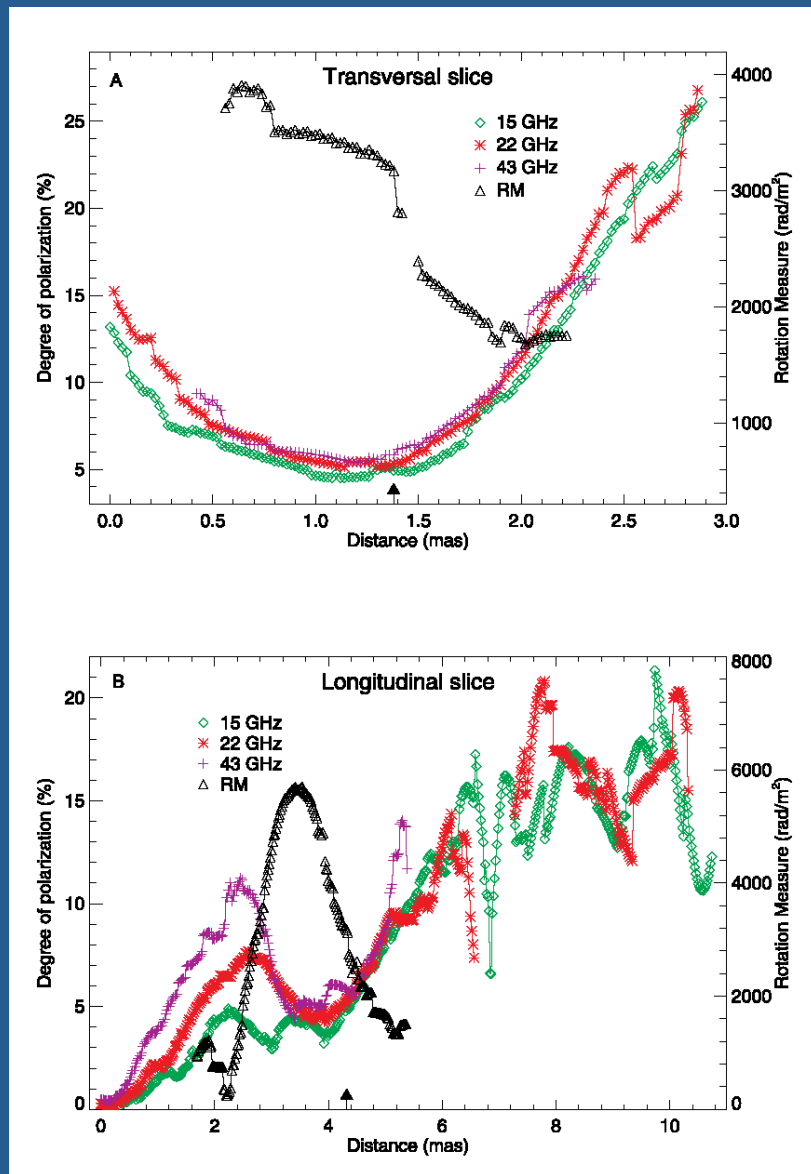 A
Transversal slice
15 GHz
22 GHz
43 GHz
RM
Degree of polarization (%)
25
20
15
10
5
Rotation Measure (rad/m²)
4000
3000
2000
1000
0.0 0.5 1.0 1.5 2.0 2.5 3.0
Distance (mas)
B
Longitudinal slice
15 GHz
22 GHz
43 GHz
RM
Degree of polarization (%)
20
15
10
5
0
Rotation Measure (rad/m²)
8000
6000
4000
2000
0
0 2 4 6 8 10
Distance (mas)